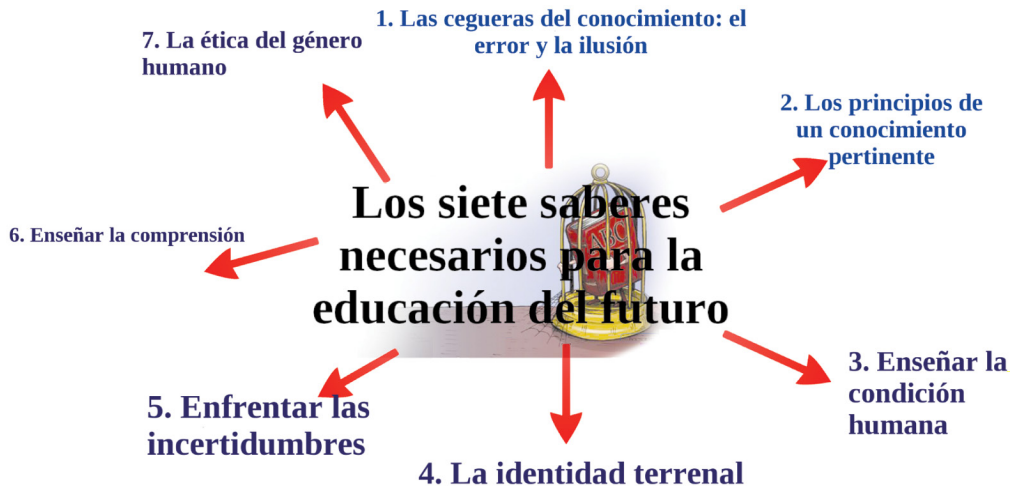 Los siete saberes
necesarios para la
educación del futuro
1. Las cegueras del conocimiento: el
error y la ilusión
2. Los principios de
un conocimiento
pertinente
3. Enseñar la
condición
humana
4. La identidad terrenal
5. Enfrentar las
incertidumbres
6. Enseñar la comprensión
7. La ética del género
humano
ABC